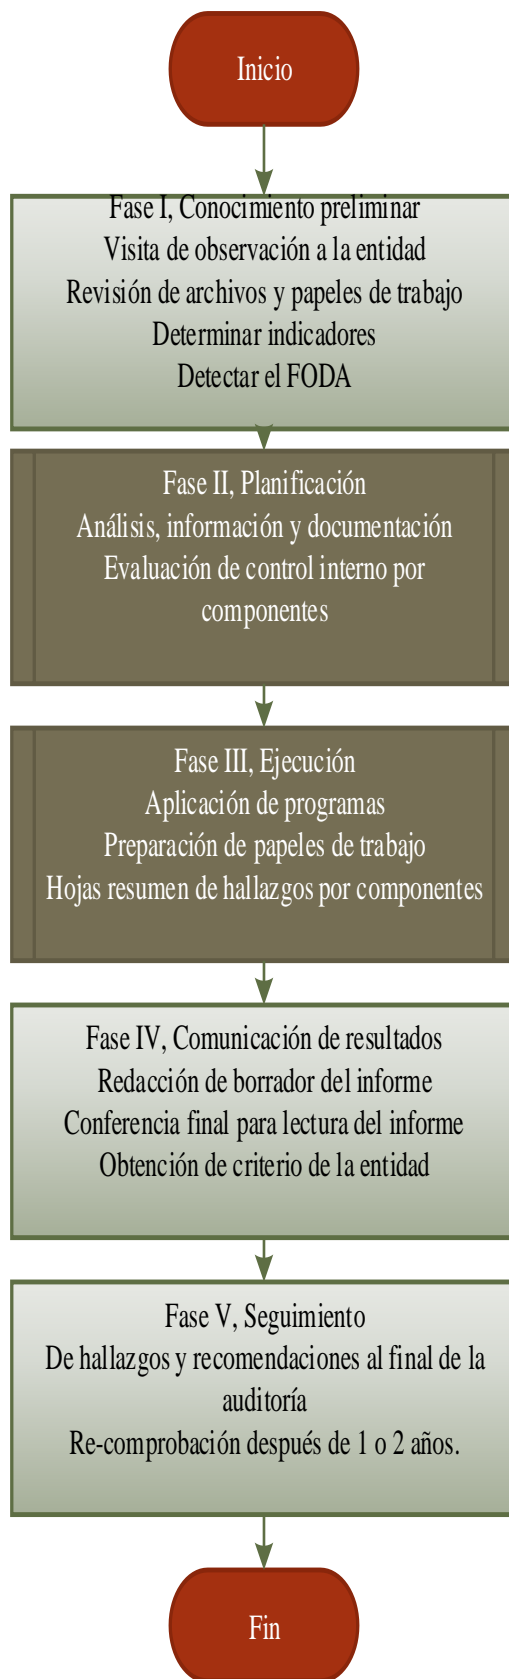 Inicio
Fase I, Conocimiento preliminar
Visita de observación a la entidad
Revisión de archivos y papeles de trabajo
Determinar indicadores
Detectar el FODA
Fase II, Planificación
Análisis, información y documentación
Evaluación de control interno por
componentes
Fase III, Ejecución
Aplicación de programas
Preparación de papeles de trabajo
Hojas resumen de hallazgos por componentes
Fase IV, Comunicación de resultados
Redacción de borrador del informe
Conferencia final para lectura del informe
Obtención de criterio de la entidad
Fase V, Seguimiento
De hallazgos y recomendaciones al final de la
auditoría
Re-comprobación después de 1 o 2 años.
Fin